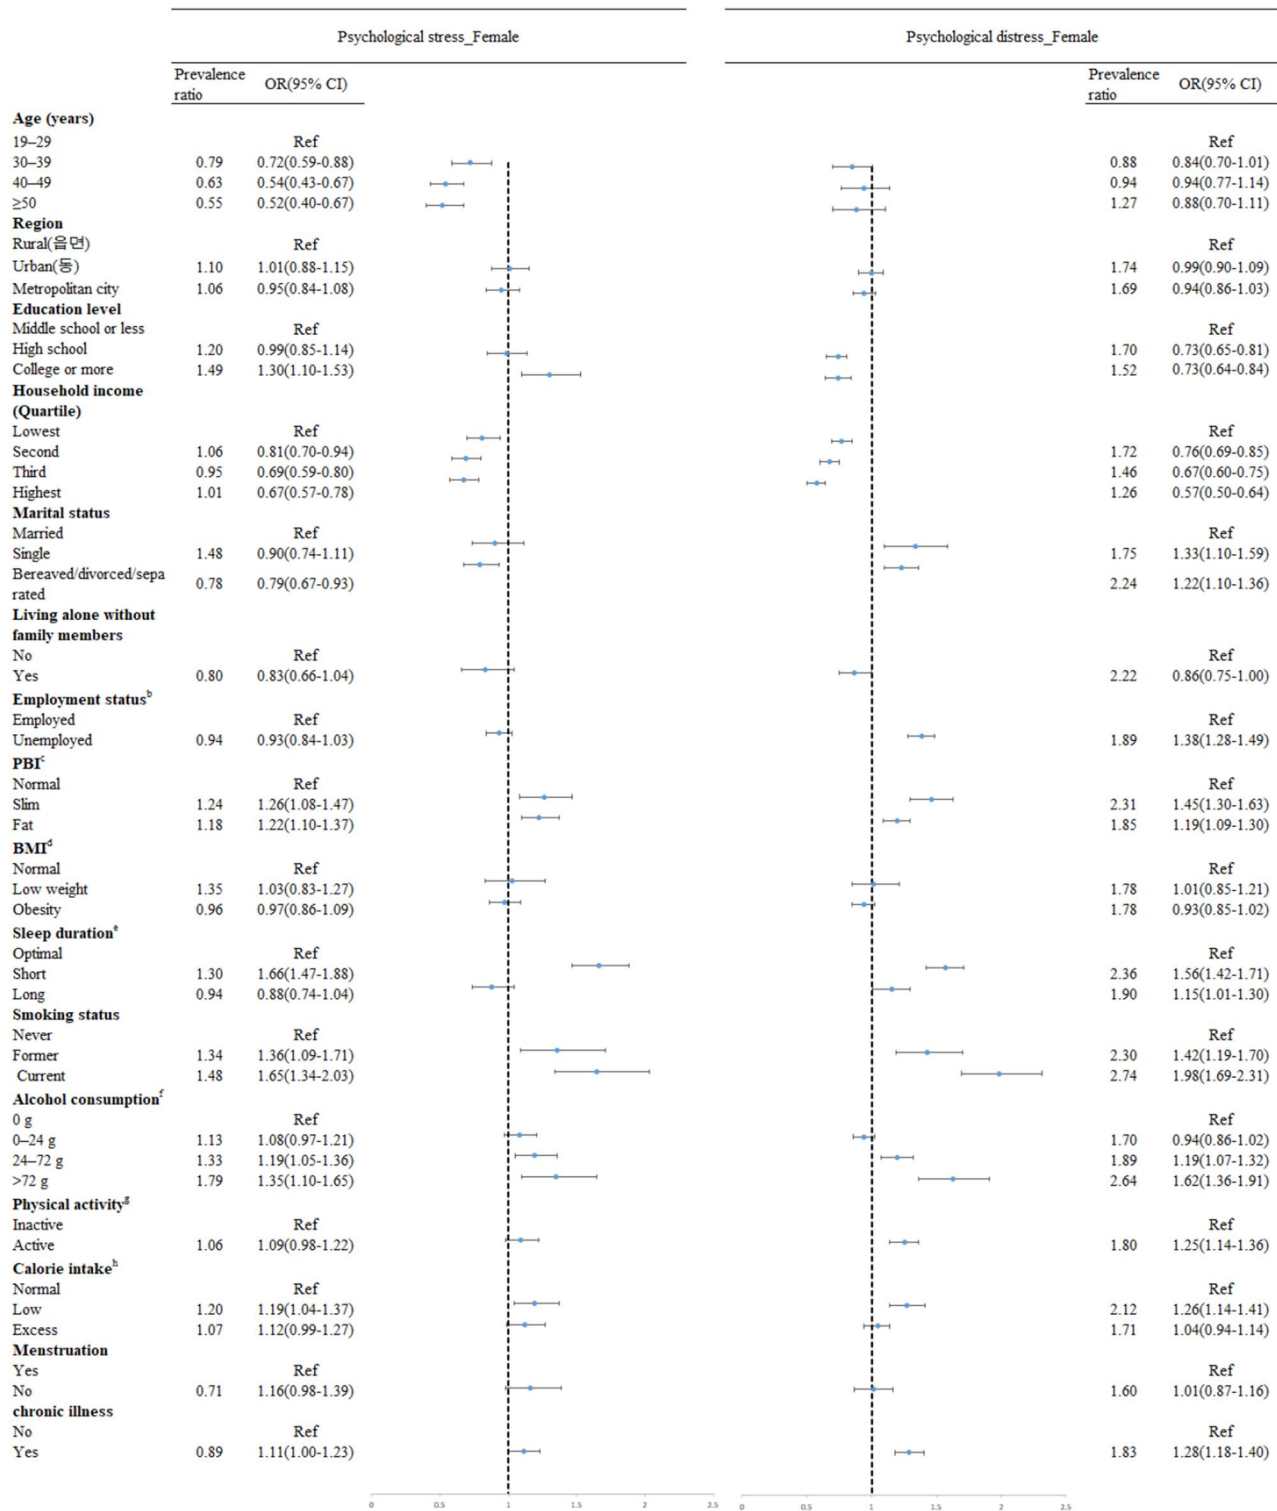 Psychological stress_Female Psychological distress_Female
Prevalence ratio OR(95% CI) Prevalence ratio OR(95% CI)
Age (years)
19–29 Ref Ref
30–39 0.79 0.72(0.59-0.88) 0.88 0.84(0.70-1.01)
40–49 0.63 0.54(0.43-0.67) 0.94 0.94(0.77-1.14)
≥50 0.55 0.52(0.40-0.67) 1.27 0.88(0.70-1.11)
Region
Rural(읍면) Ref Ref
Urban(동) 1.10 1.01(0.88-1.15) 1.74 0.99(0.90-1.09)
Metropolitan city 1.06 0.95(0.84-1.08) 1.69 0.94(0.86-1.03)
Education level
Middle school or less Ref Ref
High school 1.20 0.99(0.85-1.14) 1.70 0.73(0.65-0.81)
College or more 1.49 1.30(1.10-1.53) 1.52 0.73(0.64-0.84)
Household income
(Quartile)
Lowest Ref Ref
Second 1.06 0.81(0.70-0.94) 1.72 0.76(0.69-0.85)
Third 0.95 0.69(0.59-0.80) 1.46 0.67(0.60-0.75)
Highest 1.01 0.67(0.57-0.78) 1.26 0.57(0.50-0.64)
Marital status
Married Ref Ref
Single 1.48 0.90(0.74-1.11) 1.75 1.33(1.10-1.59)
Bereaved/divorced/sepa
rated 0.78 0.79(0.67-0.93) 2.24 1.22(1.10-1.36)
Living alone without
family members
No Ref Ref
Yes 0.80 0.83(0.66-1.04) 2.22 0.86(0.75-1.00)
Employment status^b
Employed Ref Ref
Unemployed 0.94 0.93(0.84-1.03) 1.89 1.38(1.28-1.49)
PBI^c
Normal Ref Ref
Slim 1.24 1.26(1.08-1.47) 2.31 1.45(1.30-1.63)
Fat 1.18 1.22(1.10-1.37) 1.85 1.19(1.09-1.30)
BMI^d
Normal Ref Ref
Low weight 1.35 1.03(0.83-1.27) 1.78 1.01(0.85-1.21)
Obesity 0.96 0.97(0.86-1.09) 1.78 0.93(0.85-1.02)
Sleep duration^e
Optimal Ref Ref
Short 1.30 1.66(1.47-1.88) 2.36 1.56(1.42-1.71)
Long 0.94 0.88(0.74-1.04) 1.90 1.15(1.01-1.30)
Smoking status
Never Ref Ref
Former 1.34 1.36(1.09-1.71) 2.30 1.42(1.19-1.70)
Current 1.48 1.65(1.34-2.03) 2.74 1.98(1.69-2.31)
Alcohol consumption^f
0 g Ref Ref
0–24 g 1.13 1.08(0.97-1.21) 1.70 0.94(0.86-1.02)
24–72 g 1.33 1.19(1.05-1.36) 1.89 1.19(1.07-1.32)
>72 g 1.79 1.35(1.10-1.65) 2.64 1.62(1.36-1.91)
Physical activity^g
Inactive Ref Ref
Active 1.06 1.09(0.98-1.22) 1.80 1.25(1.14-1.36)
Calorie intake^h
Normal Ref Ref
Low 1.20 1.19(1.04-1.37) 2.12 1.26(1.14-1.41)
Excess 1.07 1.12(0.99-1.27) 1.71 1.04(0.94-1.14)
Menstruation
Yes Ref Ref
No 0.71 1.16(0.98-1.39) 1.60 1.01(0.87-1.16)
chronic illness
No Ref Ref
Yes 0.89 1.11(1.00-1.23) 1.83 1.28(1.18-1.40)
0 0.5 1 1.5 2 2.5 0 0.5 1 1.5 2 2.5